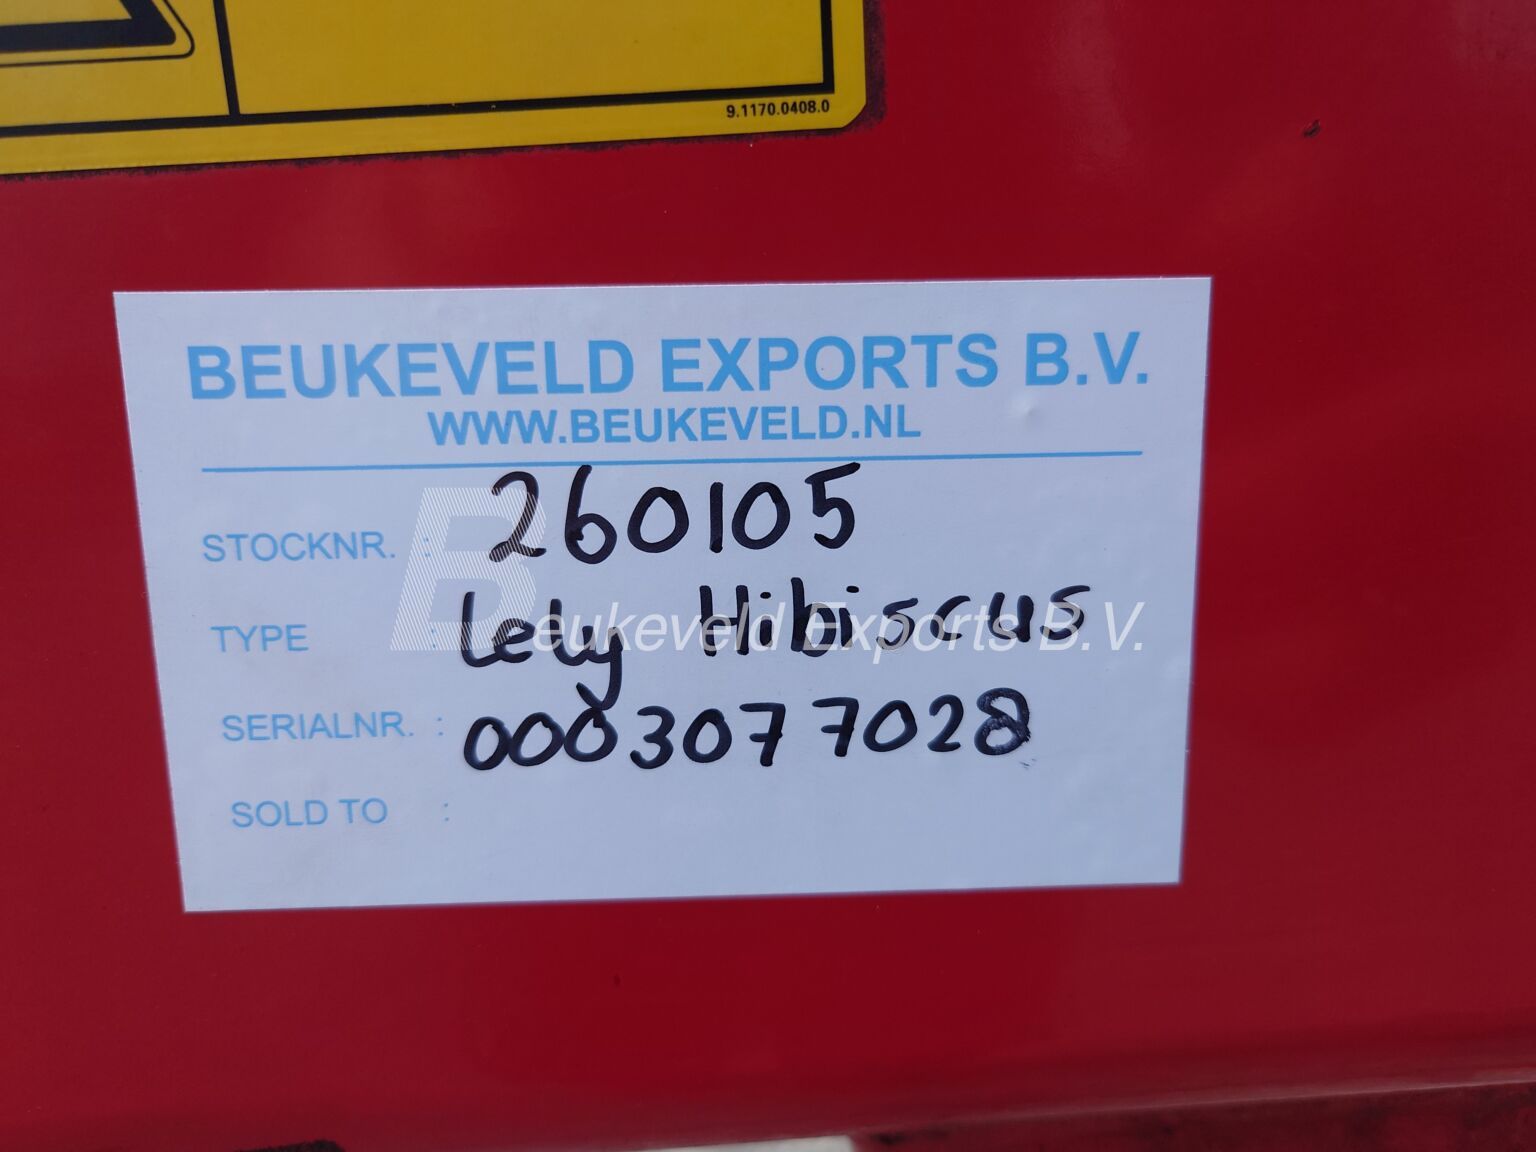 9.1170.0408.0
BEUKEVELD EXPORTS B.V.
WWW.BEUKEVELD.NL
STOCKNR. : 260105
TYPE : Lely Hibiscus
Beukeveld Exports B.V.
SERIALNR. : 0003077028
SOLD TO :